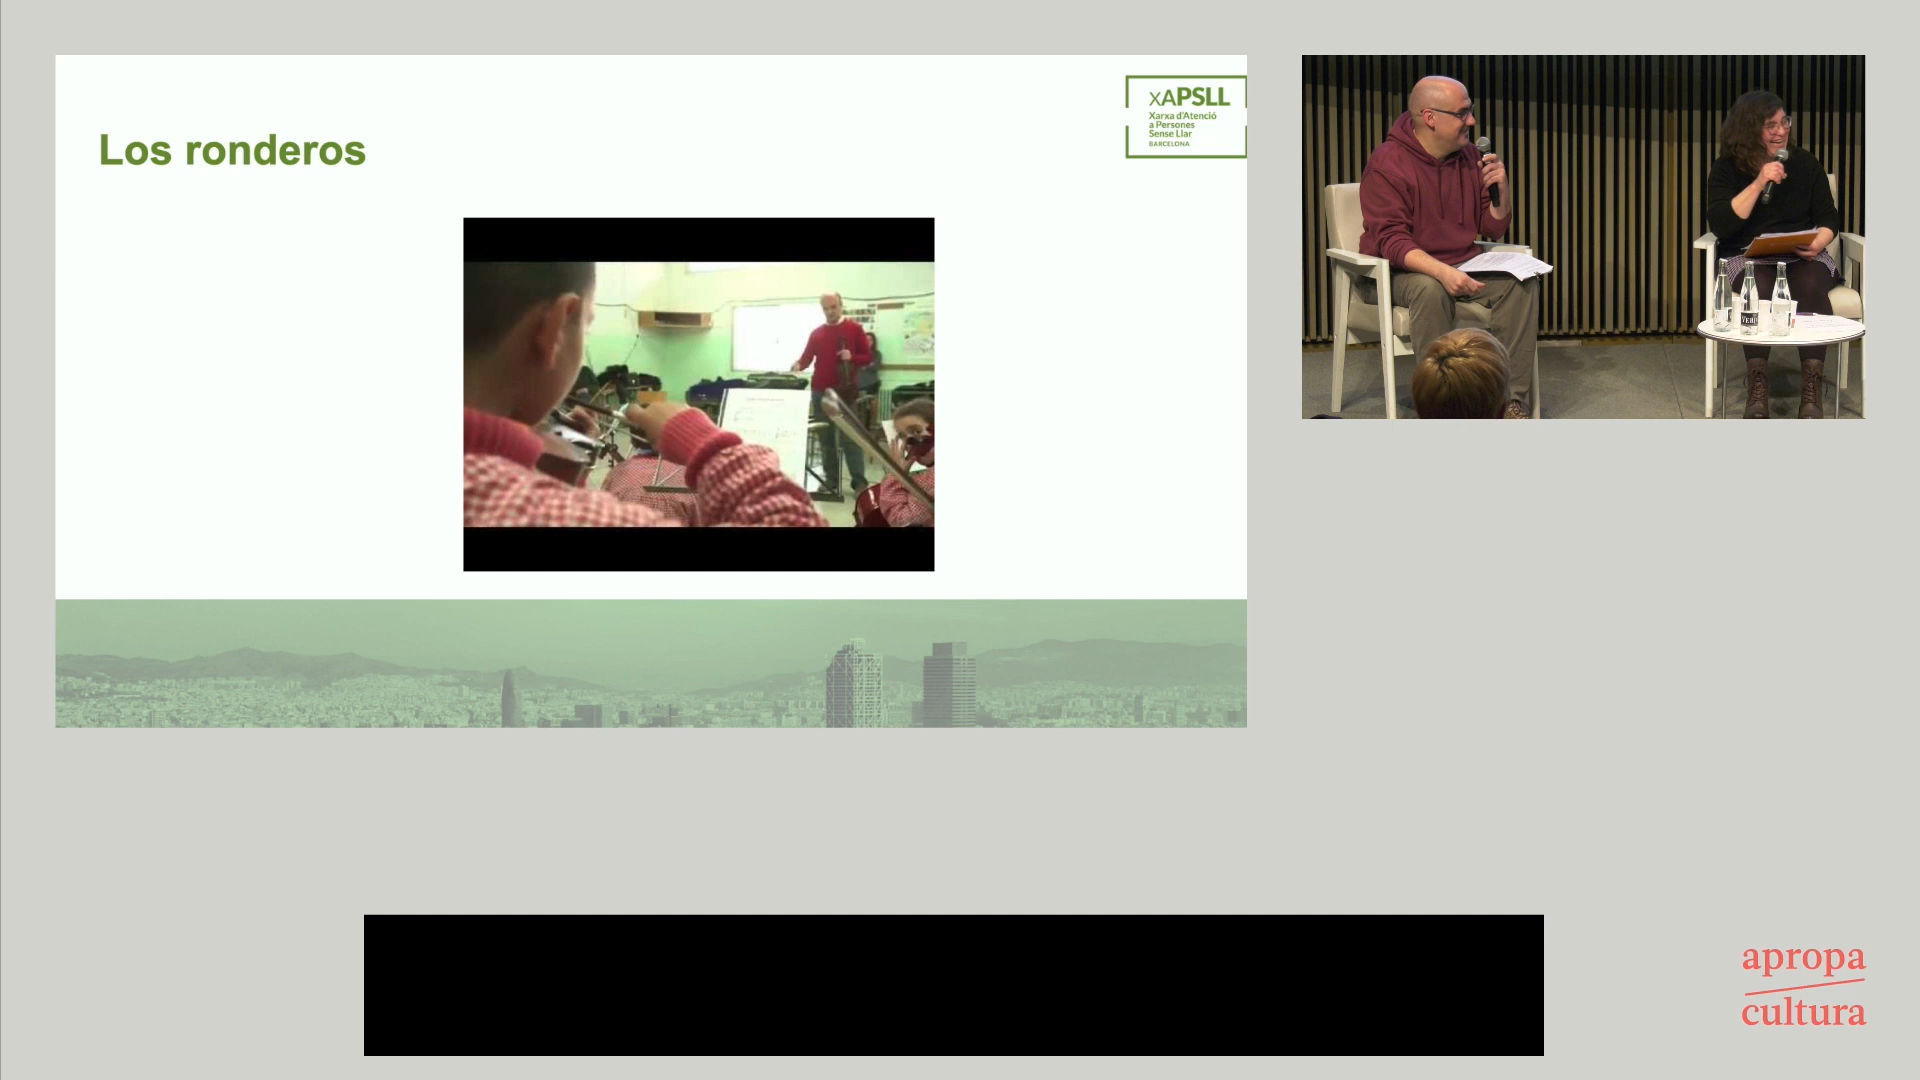 Los ronderos
xAPSLL
Xarxa d'Atenció
a Persones
Sense Llar
BARCELONA
apropa
cultura